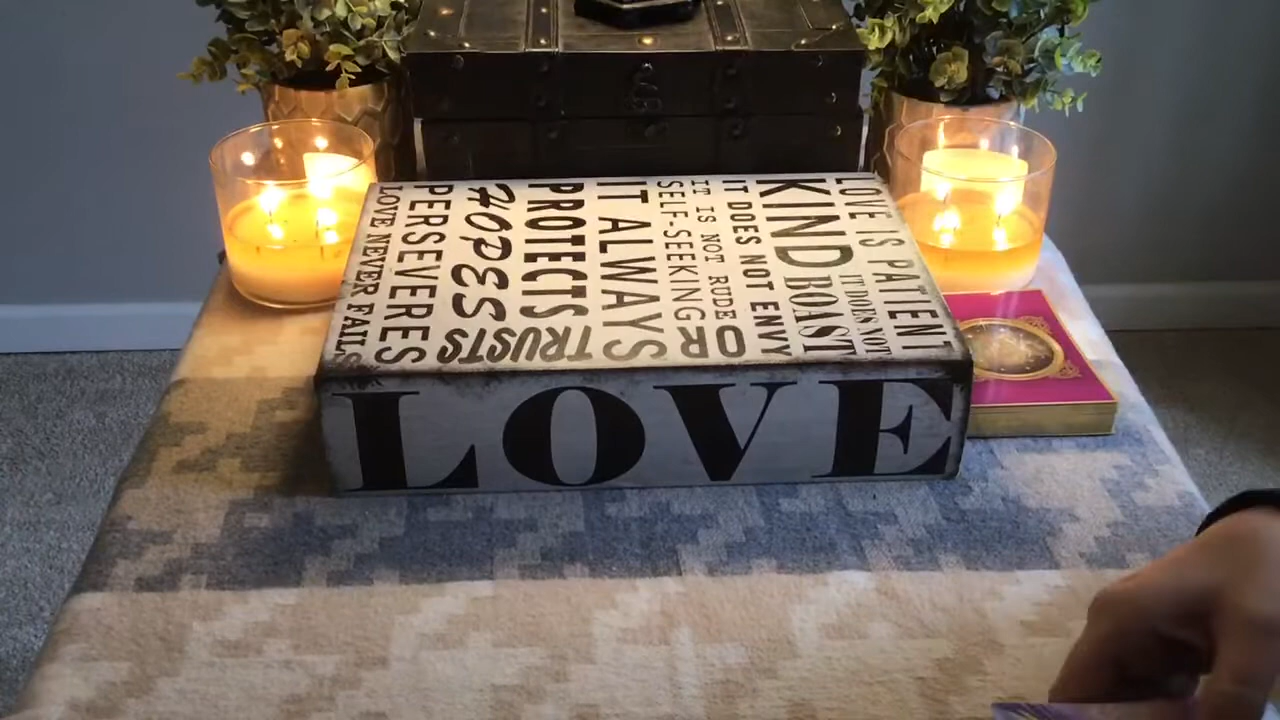 LOVE IS PATIENT
KIND IT DOES NOT
BOAST
IT DOES NOT ENVY
IT IS NOT RUDE OR
SELF-SEEKING
IT ALWAYS
PROTECTS TRUSTS
HOPES
PERSEVERES
LOVE NEVER FAILS
LOVE